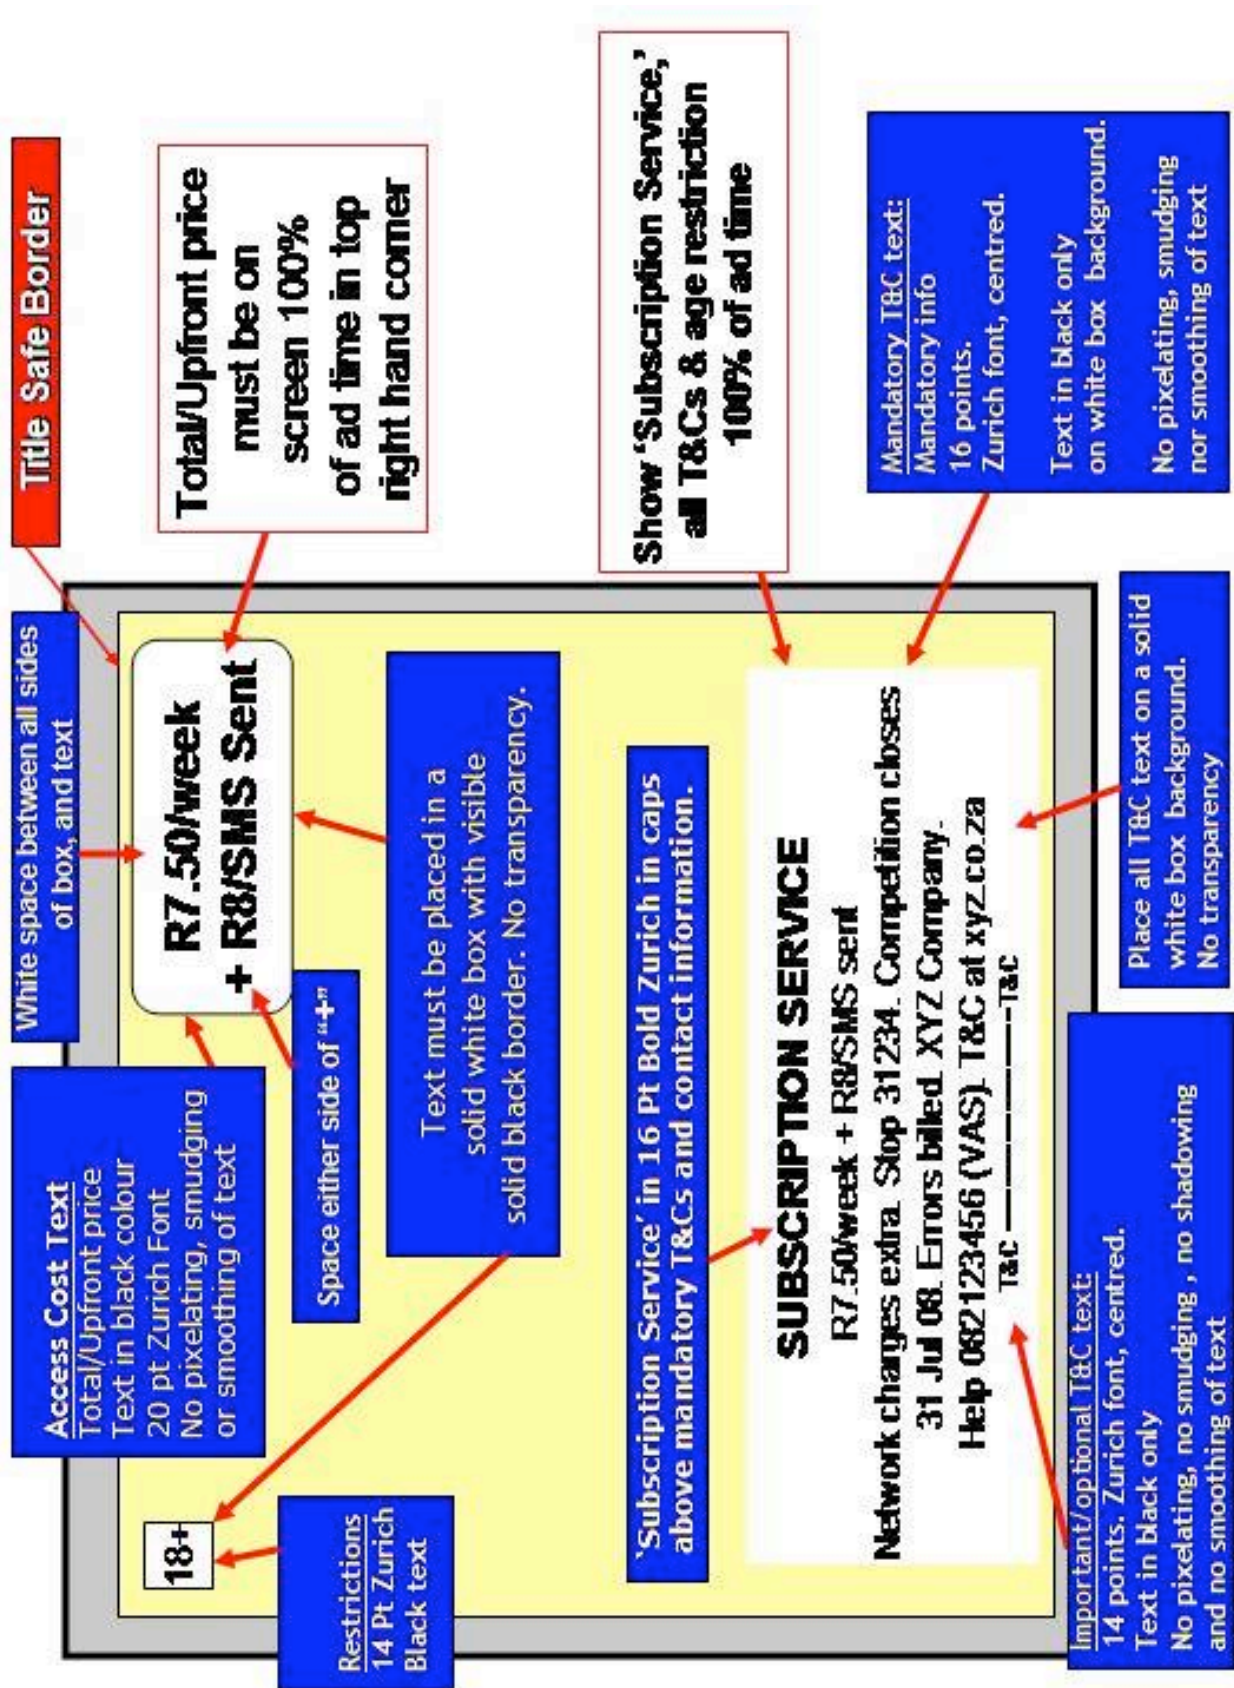 Title Safe Border
White space between all sides
of box, and text
Access Cost Text
Total/Upfront price
Text in black colour
20 pt Zurich Font
No pixelating, smudging
or smoothing of text
18+
R7.50/week
+ R8/SMS Sent
Total/Upfront price
must be on
screen 100%
of ad time in top
right hand corner
Restrictions
14 Pt Zurich
Black text
Space either side of “+”
Text must be placed in a
solid white box with visible
solid black border. No transparency.
‘Subscription Service’ in 16 Pt Bold Zurich in caps
above mandatory T&Cs and contact information.
Show ‘Subscription Service,’
all T&Cs & age restriction
100% of ad time
SUBSCRIPTION SERVICE
R7.50/week + R8/SMS sent
Network charges extra. Stop 31234. Competition closes
31 Jul 08. Errors billed. XYZ Company.
Help 082123456 (VAS). T&C at xyz.co.za
T&C ————————T&C
Mandatory T&C text:
Mandatory info
16 points.
Zurich font, centred.
Text in black only
on white box background.
No pixelating, smudging
nor smoothing of text
Important/optional T&C text:
14 points. Zurich font, centred.
Text in black only
No pixelating, no smudging , no shadowing
and no smoothing of text
Place all T&C text on a solid
white box background.
No transparency